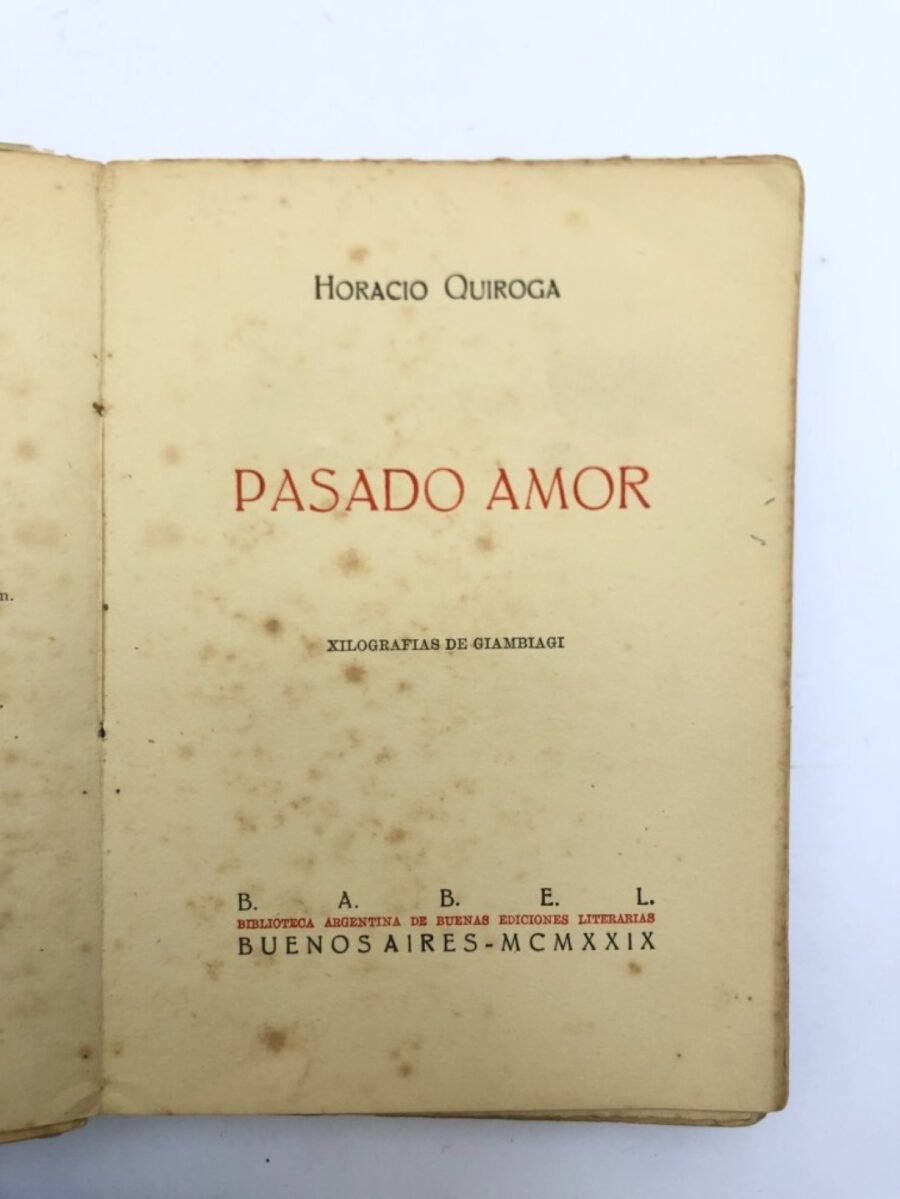 HORACIO QUIROGA
PASADO AMOR
XILOGRAFIAS DE GIAMBIAGI
B. A. B. E. L.
BIBLIOTECA ARGENTINA DE BUENAS EDICIONES LITERARIAS
BUENOS AIRES - MCMXXIX